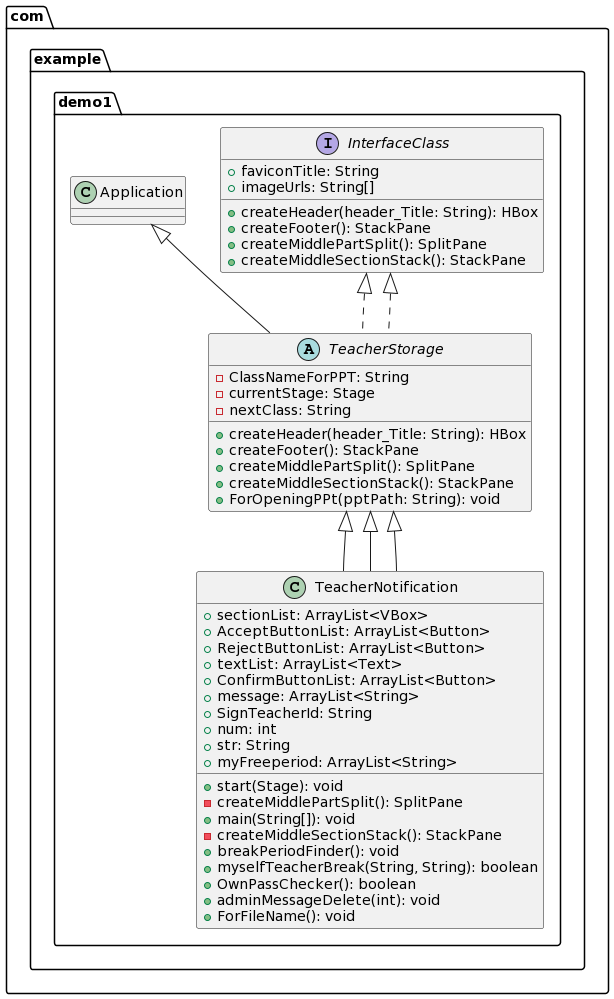 com
example
demo1
I InterfaceClass
faviconTitle: String
imageUrls: String[]
createHeader(header_Title: String): HBox
createFooter(): StackPane
createMiddlePartSplit(): SplitPane
createMiddleSectionStack(): StackPane
C Application
A TeacherStorage
ClassNameForPPT: String
currentStage: Stage
nextClass: String
createHeader(header_Title: String): HBox
createFooter(): StackPane
createMiddlePartSplit(): SplitPane
createMiddleSectionStack(): StackPane
ForOpeningPPt(pptPath: String): void
C TeacherNotification
sectionList: ArrayList<VBox>
AcceptButtonList: ArrayList<Button>
RejectButtonList: ArrayList<Button>
textList: ArrayList<Text>
ConfirmButtonList: ArrayList<Button>
message: ArrayList<String>
SignTeacherId: String
num: int
str: String
myFreeperiod: ArrayList<String>
start(Stage): void
createMiddlePartSplit(): SplitPane
main(String[]): void
createMiddleSectionStack(): StackPane
breakPeriodFinder(): void
myselfTeacherBreak(String, String): boolean
OwnPassChecker(): boolean
adminMessageDelete(int): void
ForFileName(): void